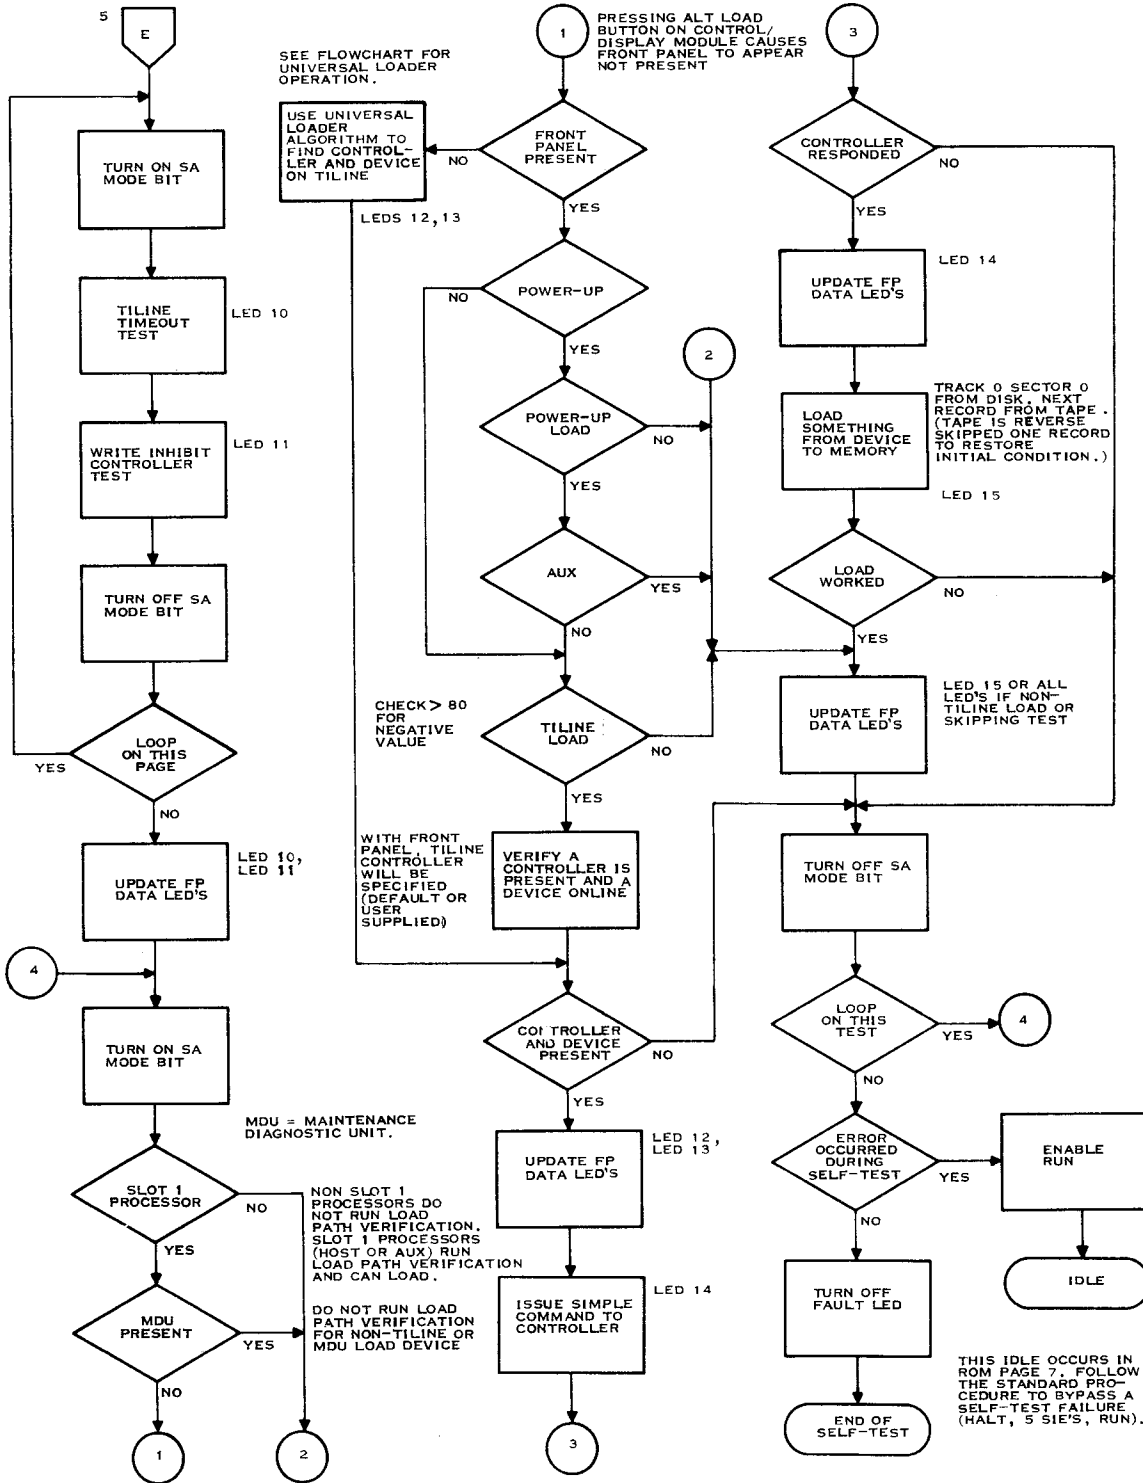 5
E
TURN ON SA
MODE BIT
TILINE
TIMEOUT
TEST
LED 10
WRITE INHIBIT
CONTROLLER
TEST
LED 11
TURN OFF SA
MODE BIT
LOOP
ON THIS
PAGE
YES
NO
UPDATE FP
DATA LED'S
LED 10,
LED 11
4
TURN ON SA
MODE BIT
MDU = MAINTENANCE
DIAGNOSTIC UNIT.
SLOT 1
PROCESSOR
NO
YES
NON SLOT 1
PROCESSORS DO
NOT RUN LOAD
PATH VERIFICATION.
SLOT 1 PROCESSORS
(HOST OR AUX) RUN
LOAD PATH VERIFICATION
AND CAN LOAD.
MDU
PRESENT
YES
NO
DO NOT RUN LOAD
PATH VERIFICATION
FOR NON-TILINE OR
MDU LOAD DEVICE
1
2
1
PRESSING ALT LOAD
BUTTON ON CONTROL/
DISPLAY MODULE CAUSES
FRONT PANEL TO APPEAR
NOT PRESENT
SEE FLOWCHART FOR
UNIVERSAL LOADER
OPERATION.
USE UNIVERSAL
LOADER
ALGORITHM TO
FIND CONTROL-
LER AND DEVICE
ON TILINE
LEDS 12,13
FRONT
PANEL
PRESENT
NO
YES
POWER-UP
NO
YES
2
POWER-UP
LOAD
NO
YES
AUX
YES
NO
CHECK > 80
FOR
NEGATIVE
VALUE
TILINE
LOAD
NO
YES
WITH FRONT
PANEL, TILINE
CONTROLLER
WILL BE
SPECIFIED
(DEFAULT OR
USER
SUPPLIED)
VERIFY A
CONTROLLER IS
PRESENT AND A
DEVICE ONLINE
CONTROLLER
AND DEVICE
PRESENT
NO
YES
UPDATE FP
DATA LED'S
LED 12,
LED 13
ISSUE SIMPLE
COMMAND TO
CONTROLLER
LED 14
3
3
CONTROLLER
RESPONDED
NO
YES
UPDATE FP
DATA LED'S
LED 14
LOAD
SOMETHING
FROM DEVICE
TO MEMORY
TRACK 0 SECTOR 0
FROM DISK. NEXT
RECORD FROM TAPE.
(TAPE IS REVERSE
SKIPPED ONE RECORD
TO RESTORE
INITIAL CONDITION.)
LED 15
LOAD
WORKED
NO
YES
UPDATE FP
DATA LED'S
LED 15 OR ALL
LED'S IF NON-
TILINE LOAD OR
SKIPPING TEST
TURN OFF SA
MODE BIT
LOOP
ON THIS
TEST
YES
4
NO
ERROR
OCCURRED
DURING
SELF-TEST
YES
NO
ENABLE
RUN
IDLE
TURN OFF
FAULT LED
END OF
SELF-TEST
THIS IDLE OCCURS IN
ROM PAGE 7. FOLLOW
THE STANDARD PRO-
CEDURE TO BYPASS A
SELF-TEST FAILURE
(HALT, 5 SIE'S, RUN).